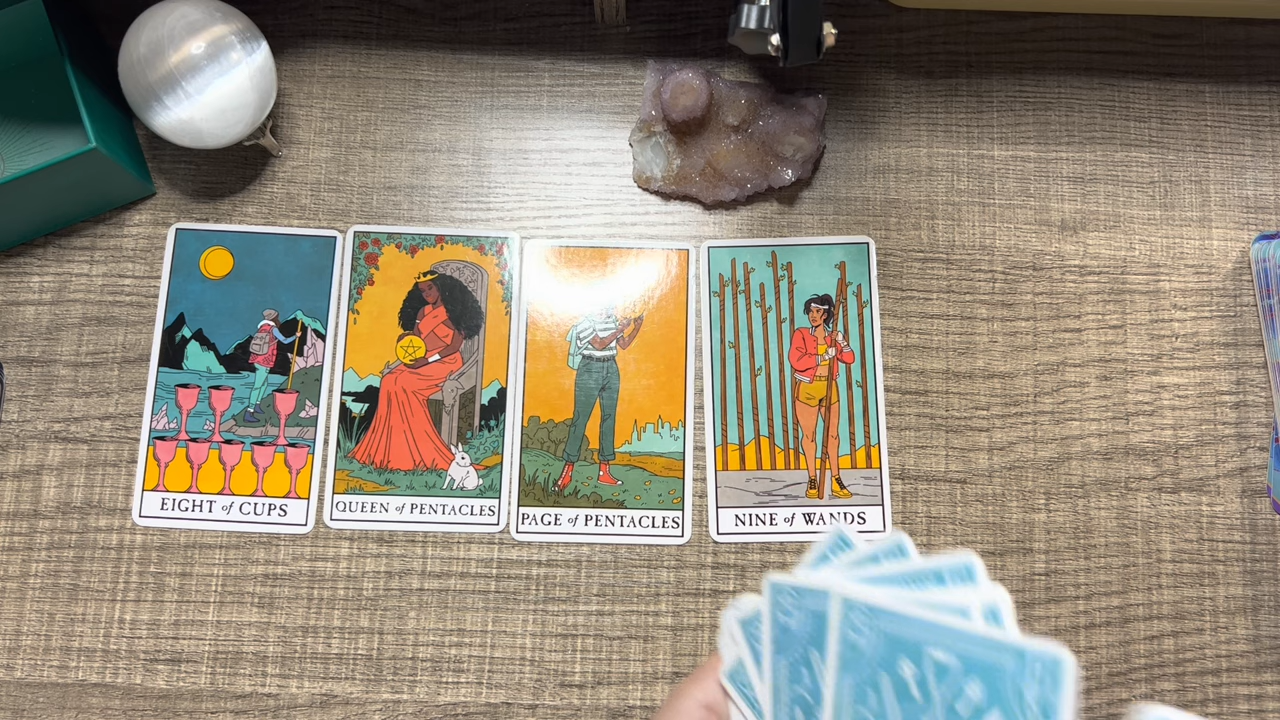 EIGHT of CUPS
QUEEN of PENTACLES
PAGE of PENTACLES
NINE of WANDS